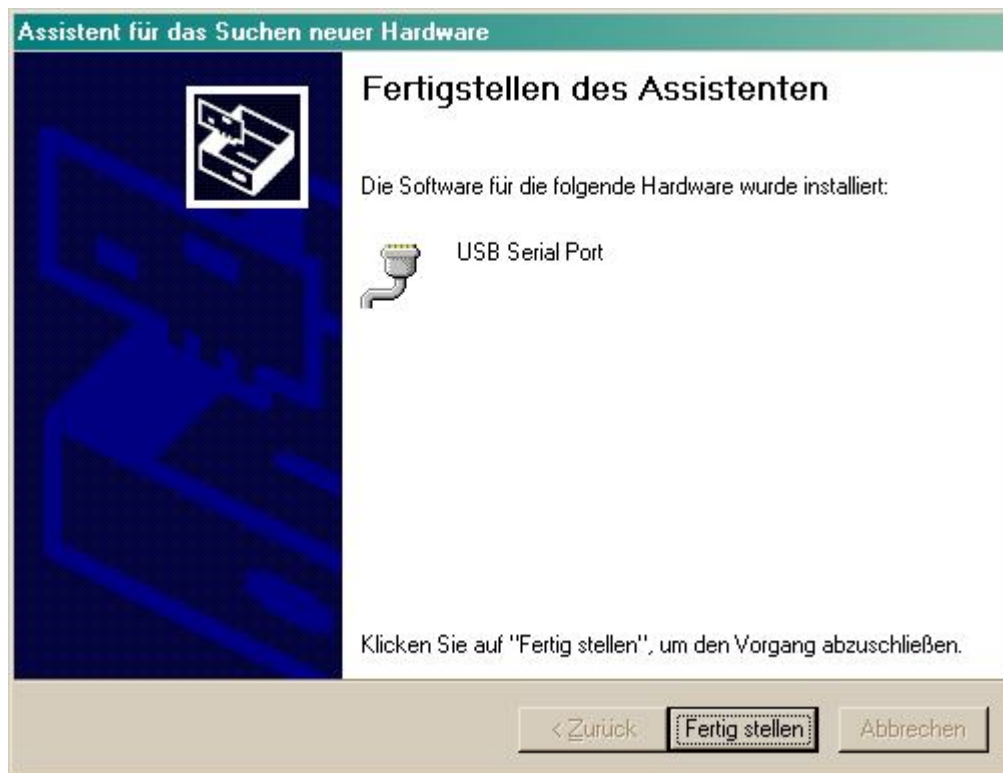 Assistent für das Suchen neuer Hardware
Fertigstellen des Assistenten
Die Software für die folgende Hardware wurde installiert:
USB Serial Port
Klicken Sie auf "Fertig stellen", um den Vorgang abzuschließen.
< Zurück Fertig stellen Abbrechen